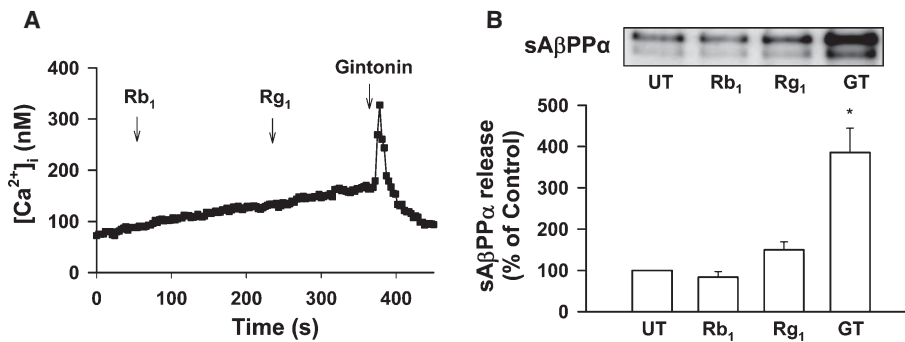 A
[Ca²⁺]ᵢ (nM)
400
300
200
100
0
Rb₁
Rg₁
Gintonin
0
100
200
300
400
Time (s)
B
sAβPPα
UT
Rb₁
Rg₁
GT
sAβPPα release
(% of Control)
500
400
300
200
100
0
*
UT
Rb₁
Rg₁
GT